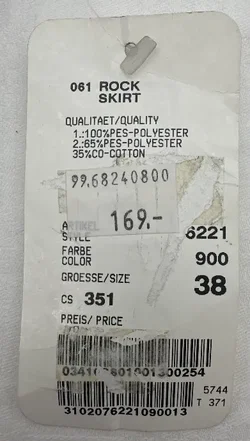 061 ROCK
SKIRT
QUALITAET/QUALITY
1.:100%PES-POLYESTER
2.:65%PES-POLYESTER
35%CO-COTTON
99.68240800
169.-
ARTIKEL
STYLE 6221
FARBE
COLOR 900
GROESSE/SIZE 38
CS 351
PREIS/ PRICE
5744
T 371
3102076221090013